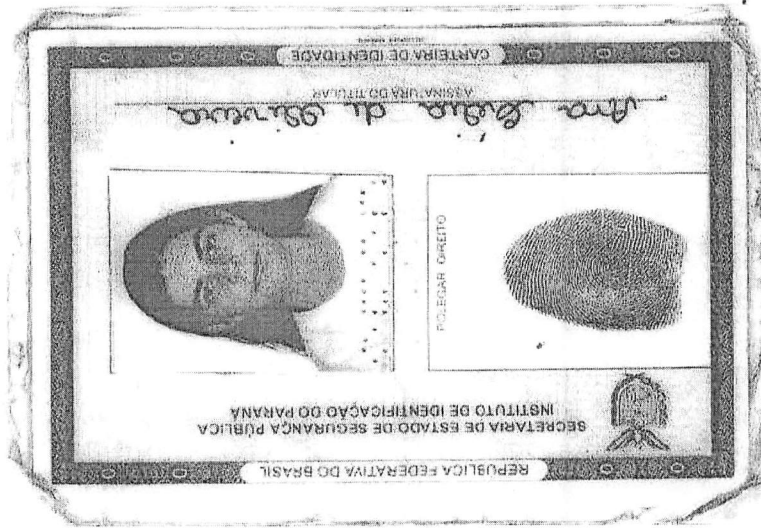 REPÚBLICA FEDERATIVA DO BRASIL
SECRETARIA DE ESTADO DE SEGURANÇA PÚBLICA
INSTITUTO DE IDENTIFICAÇÃO DO PARANÁ
POLEGAR DIREITO
Ana de Oliveira
ASSINATURA DO TITULAR
CARTEIRA DE IDENTIDADE